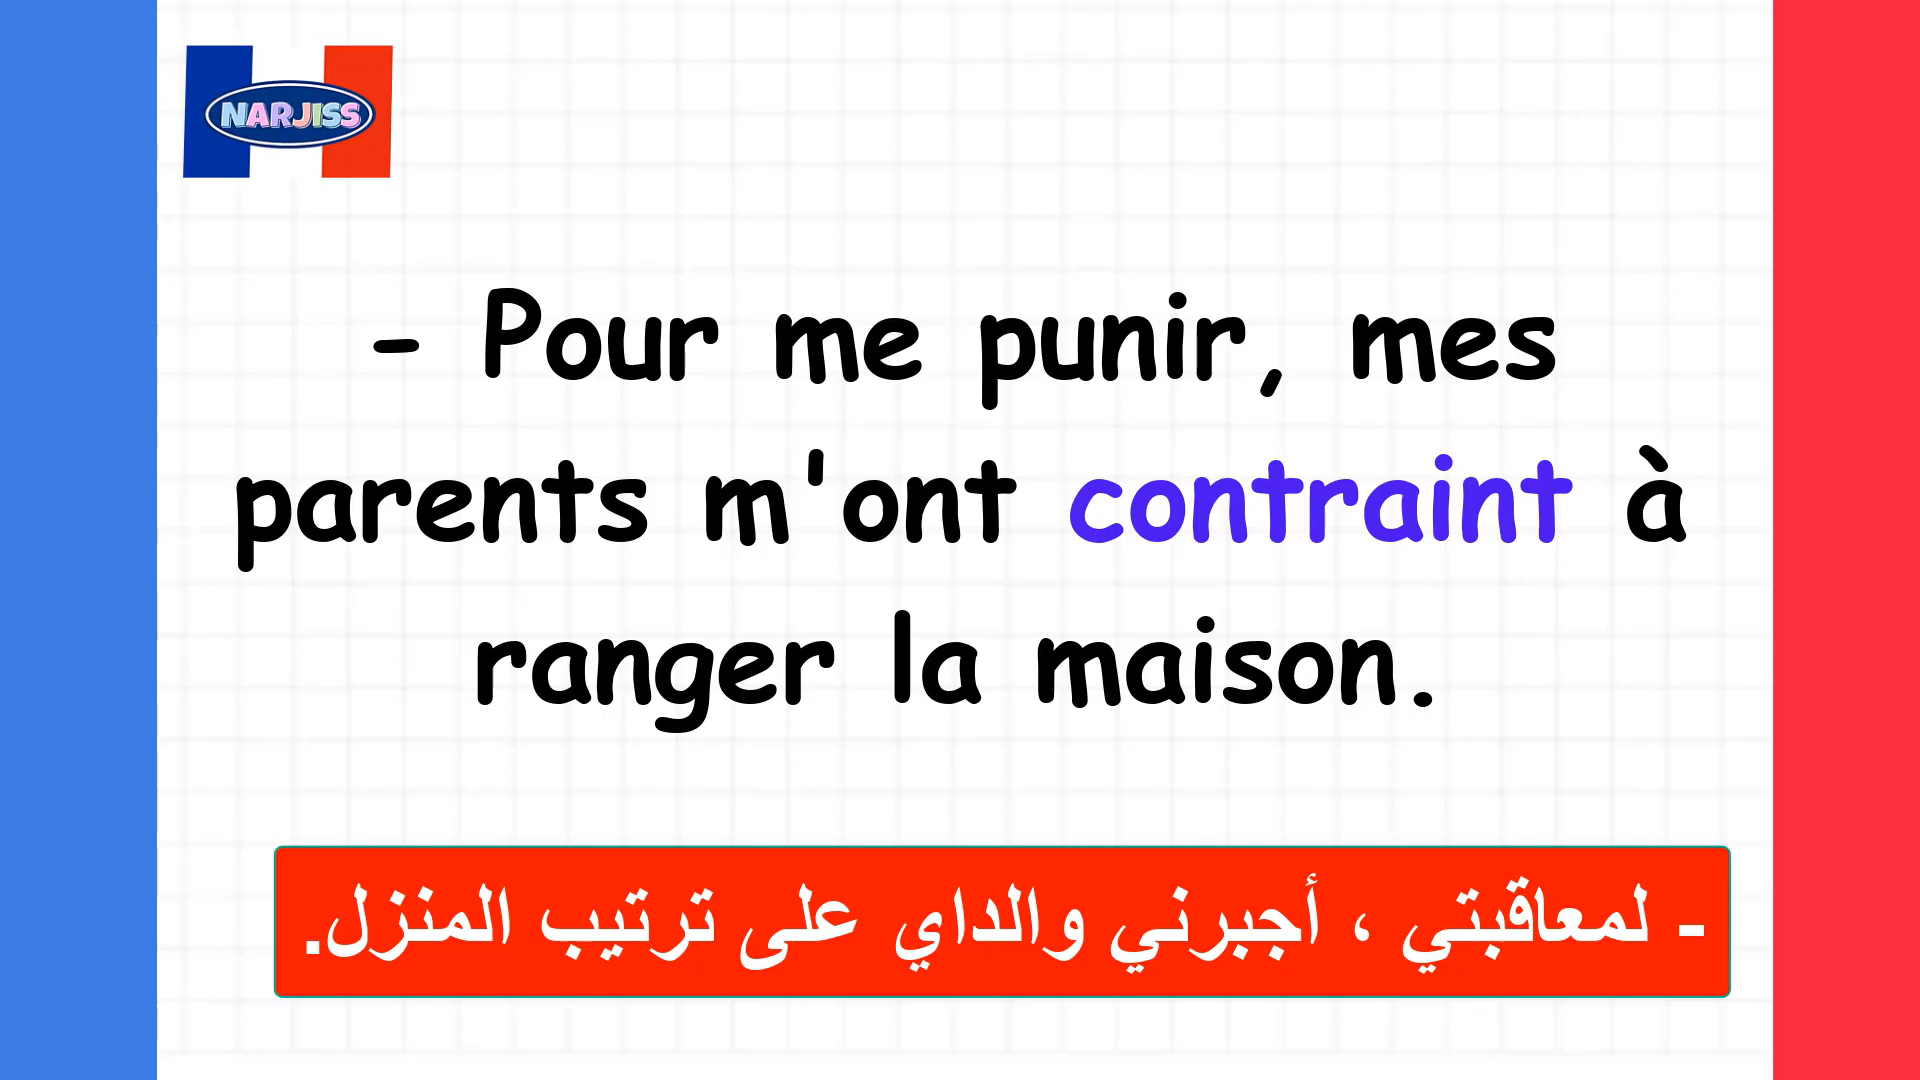 NARJISS
- Pour me punir, mes
parents m'ont contraint à
ranger la maison.
- لمعاقبتي ، أجبرني والداي على ترتيب المنزل.